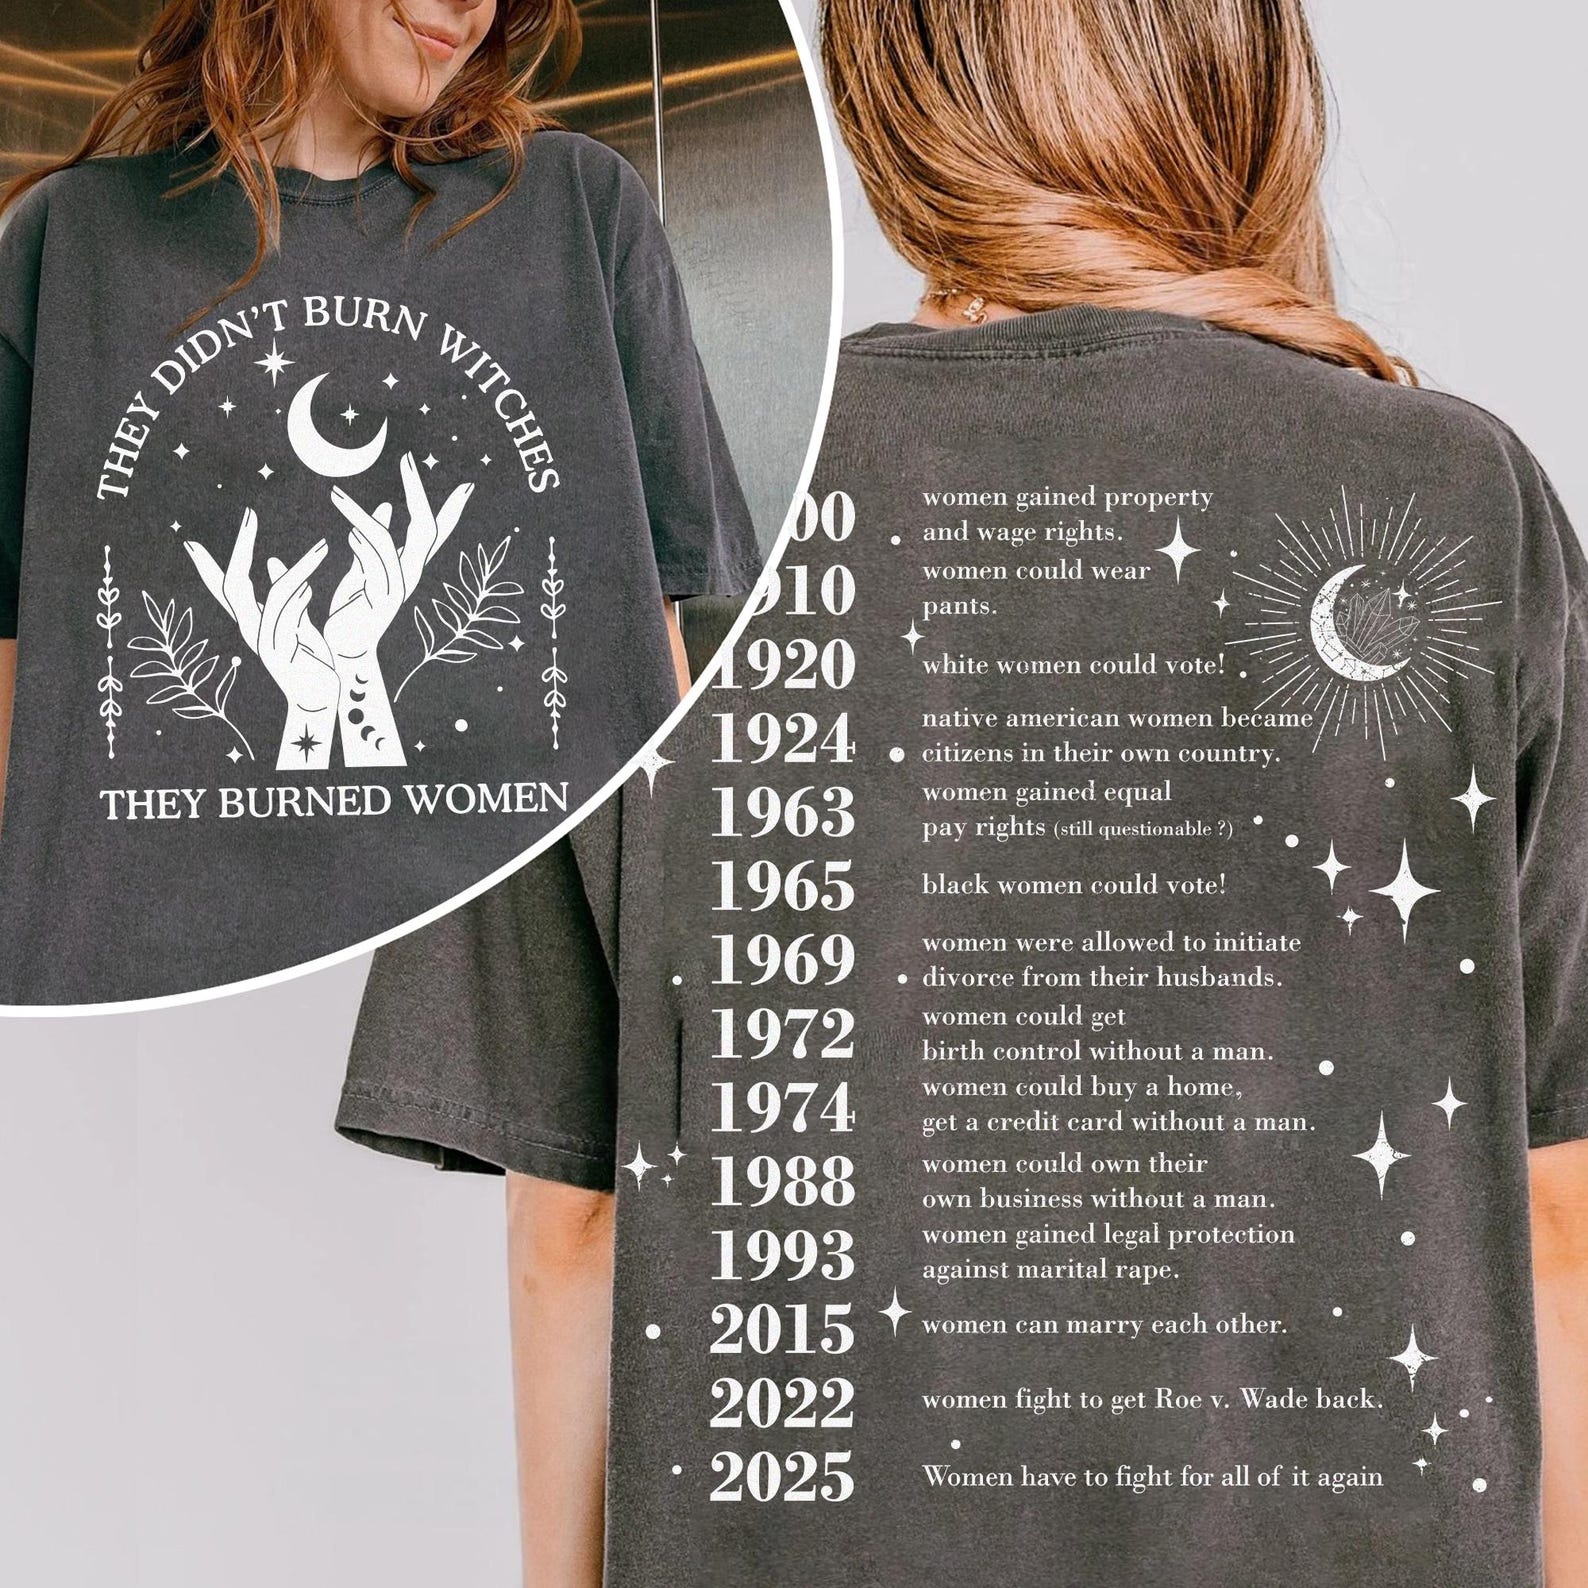 THEY DIDN'T BURN WITCHES
THEY BURNED WOMEN
women gained property
and wage rights.
women could wear
pants.
1920 white women could vote!
1924 native american women became
citizens in their own country.
1963 women gained equal
pay rights (still questionable ?)
1965 black women could vote!
1969 women were allowed to initiate
divorce from their husbands.
1972 women could get
birth control without a man.
1974 women could buy a home,
get a credit card without a man.
1988 women could own their
own business without a man.
1993 women gained legal protection
against marital rape.
2015 women can marry each other.
2022 women fight to get Roe v. Wade back.
2025 Women have to fight for all of it again